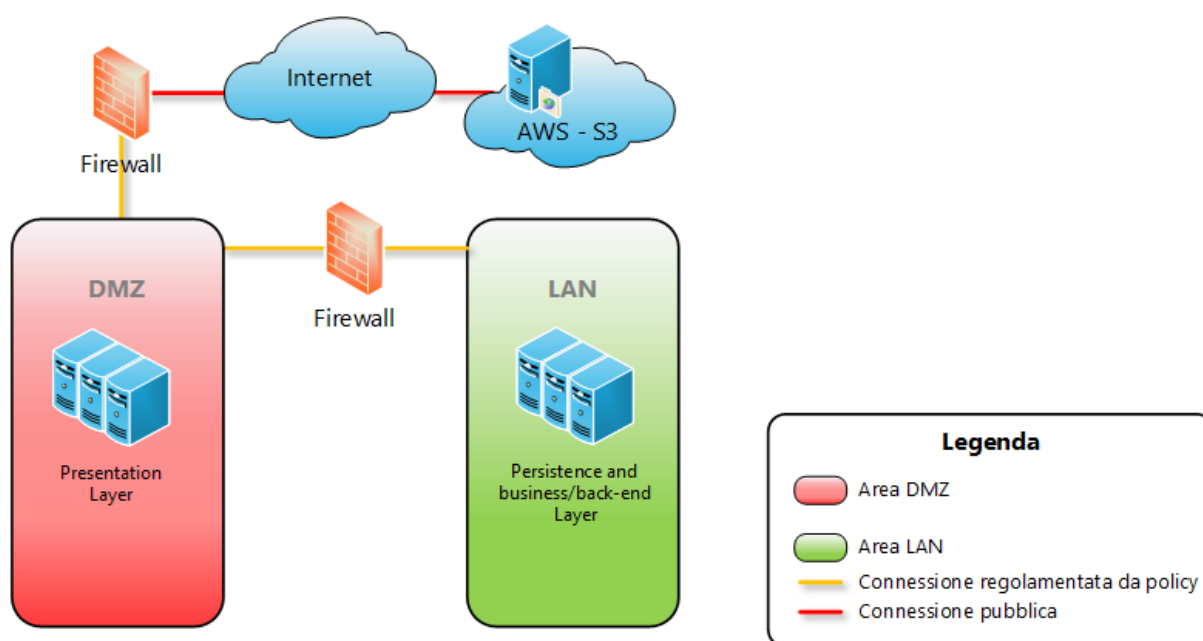 Internet
AWS - S3
Firewall
Firewall
DMZ
LAN
Presentation
Layer
Persistence and
business/back-end
Layer
Legenda
Area DMZ
Area LAN
Connessione regolamentata da policy
Connessione pubblica